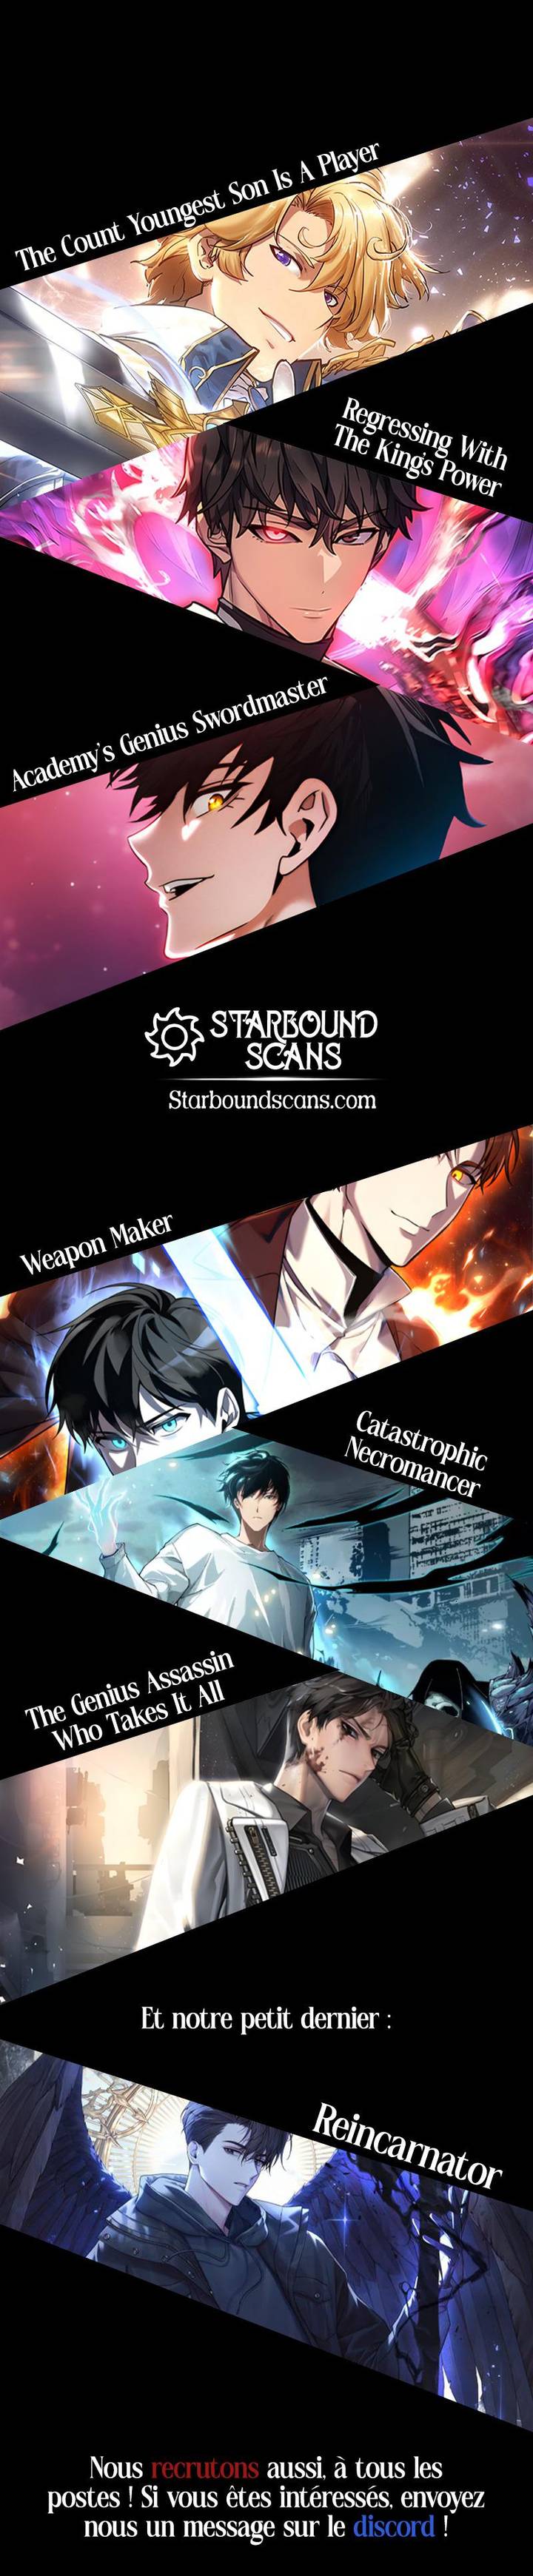 The Count Youngest Son Is A Player
Regressing With
The King's Power
Academy's Genius Swordmaster
STARBOUND
SCANS
Starboundscans.com
Weapon Maker
Catastrophic
Necromancer
The Genius Assassin
Who Takes It All
Et notre petit dernier :
Reincarnator
Nous recrutons aussi, à tous les
postes ! Si vous êtes intéressés, envoyez
nous un message sur le discord !